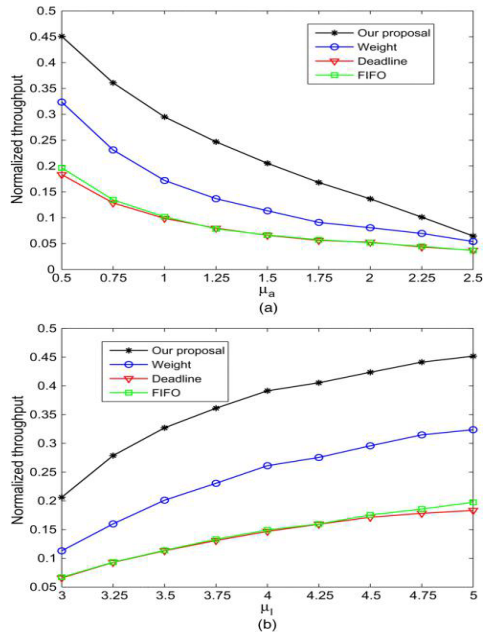 0.5
0.45
0.4
0.35
0.3
0.25
0.2
0.15
0.1
0.05
0
Normalized throughput
Our proposal
Weight
Deadline
FIFO
0.5 0.75 1 1.25 1.5 1.75 2 2.25 2.5
μa
(a)
0.5
0.45
0.4
0.35
0.3
0.25
0.2
0.15
0.1
0.05
Normalized throughput
Our proposal
Weight
Deadline
FIFO
3 3.25 3.5 3.75 4 4.25 4.5 4.75 5
μl
(b)